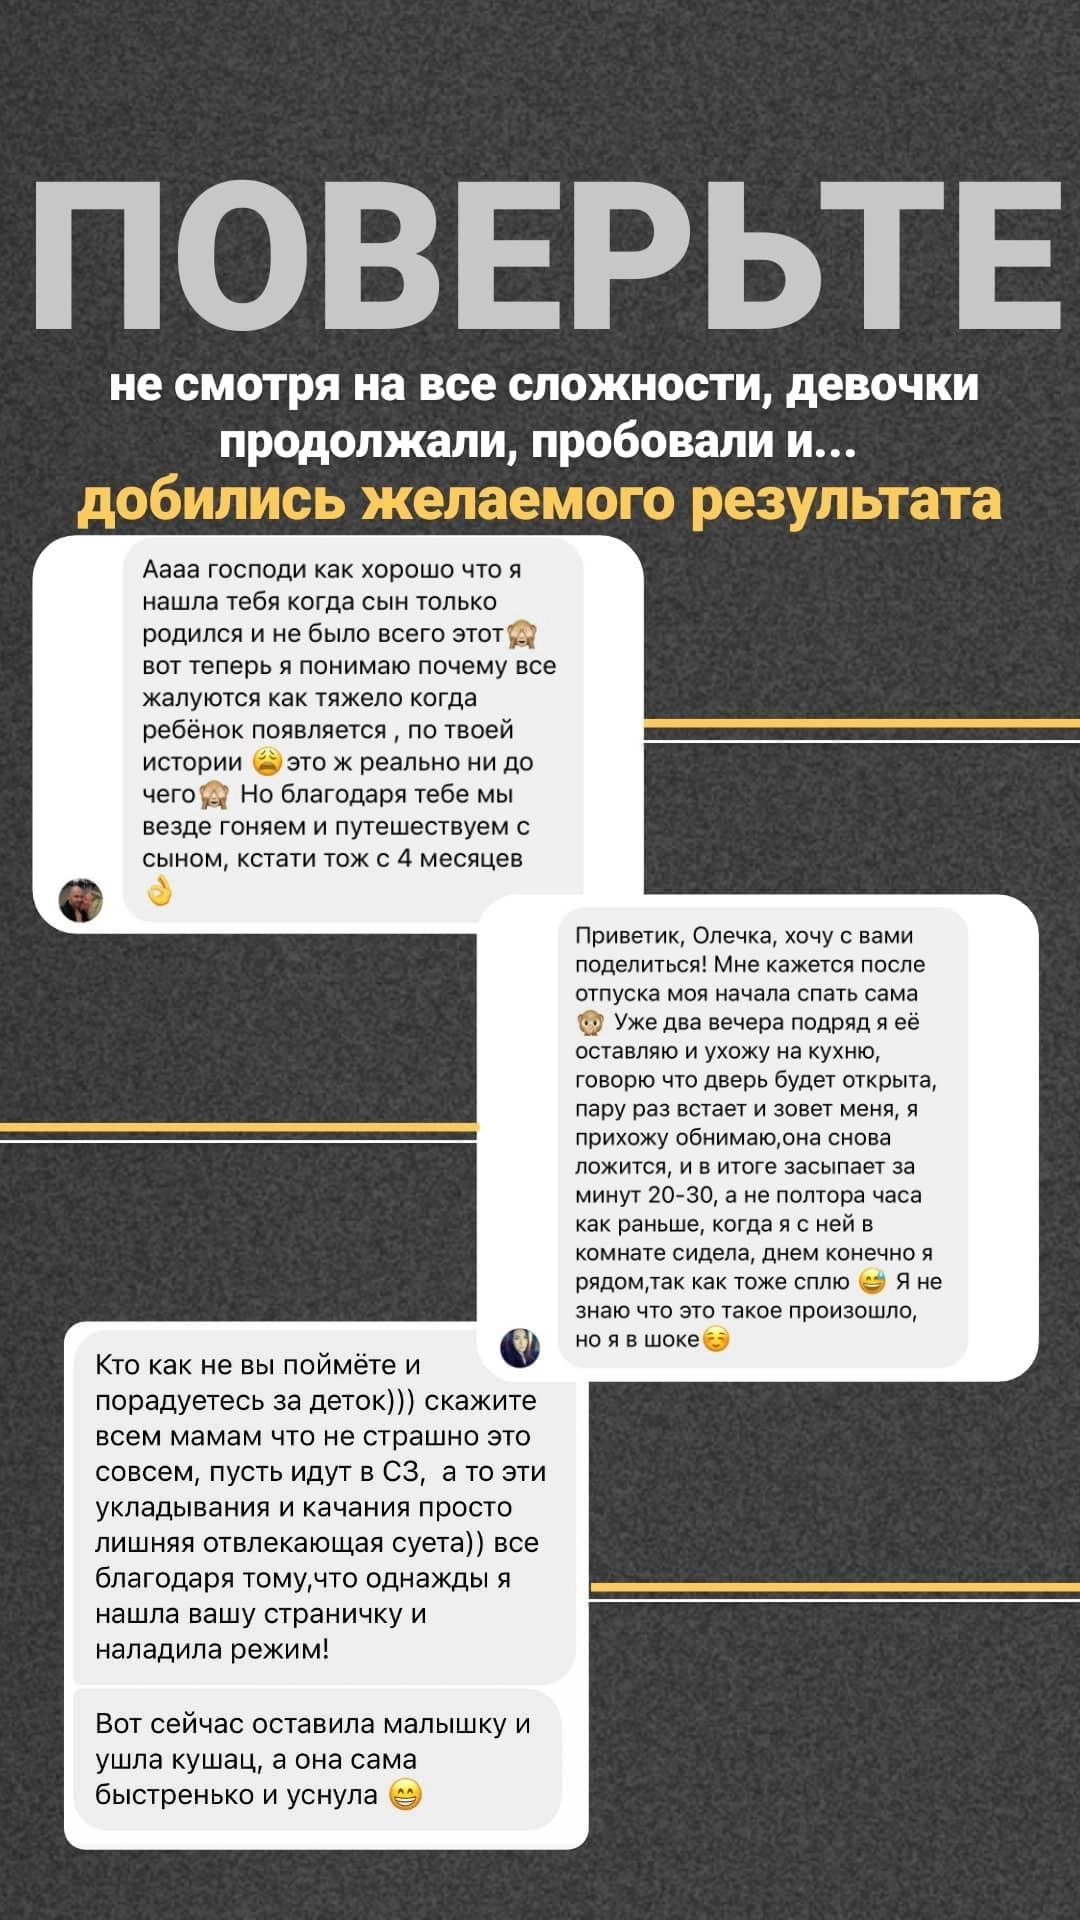 ПОВЕРЬТЕ
не смотря на все сложности, девочки
продолжали, пробовали и...
добились желаемого результата
Аааа господи как хорошо что я
нашла тебя когда сын только
родился и не было всего этот🙈
вот теперь я понимаю почему все
жалуются как тяжело когда
ребёнок появляется , по твоей
истории 😩это ж реально ни до
чего🙈 Но благодаря тебе мы
везде гоняем и путешествуем с
сыном, кстати тож с 4 месяцев
👌
Приветик, Олечка, хочу с вами
поделиться! Мне кажется после
отпуска моя начала спать сама
🐵 Уже два вечера подряд я её
оставляю и ухожу на кухню,
говорю что дверь будет открыта,
пару раз встает и зовет меня, я
прихожу обнимаю,она снова
ложится, и в итоге засыпает за
минут 20-30, а не полтора часа
как раньше, когда я с ней в
комнате сидела, днем конечно я
рядом,так как тоже сплю 😅 Я не
знаю что это такое произошло,
но я в шоке☺️
Кто как не вы поймёте и
порадуетесь за деток))) скажите
всем мамам что не страшно это
совсем, пусть идут в СЗ,  а то эти
укладывания и качания просто
лишняя отвлекающая суета)) все
благодаря тому,что однажды я
нашла вашу страничку и
наладила режим!
Вот сейчас оставила малышку и
ушла кушац, а она сама
быстренько и уснула 😁